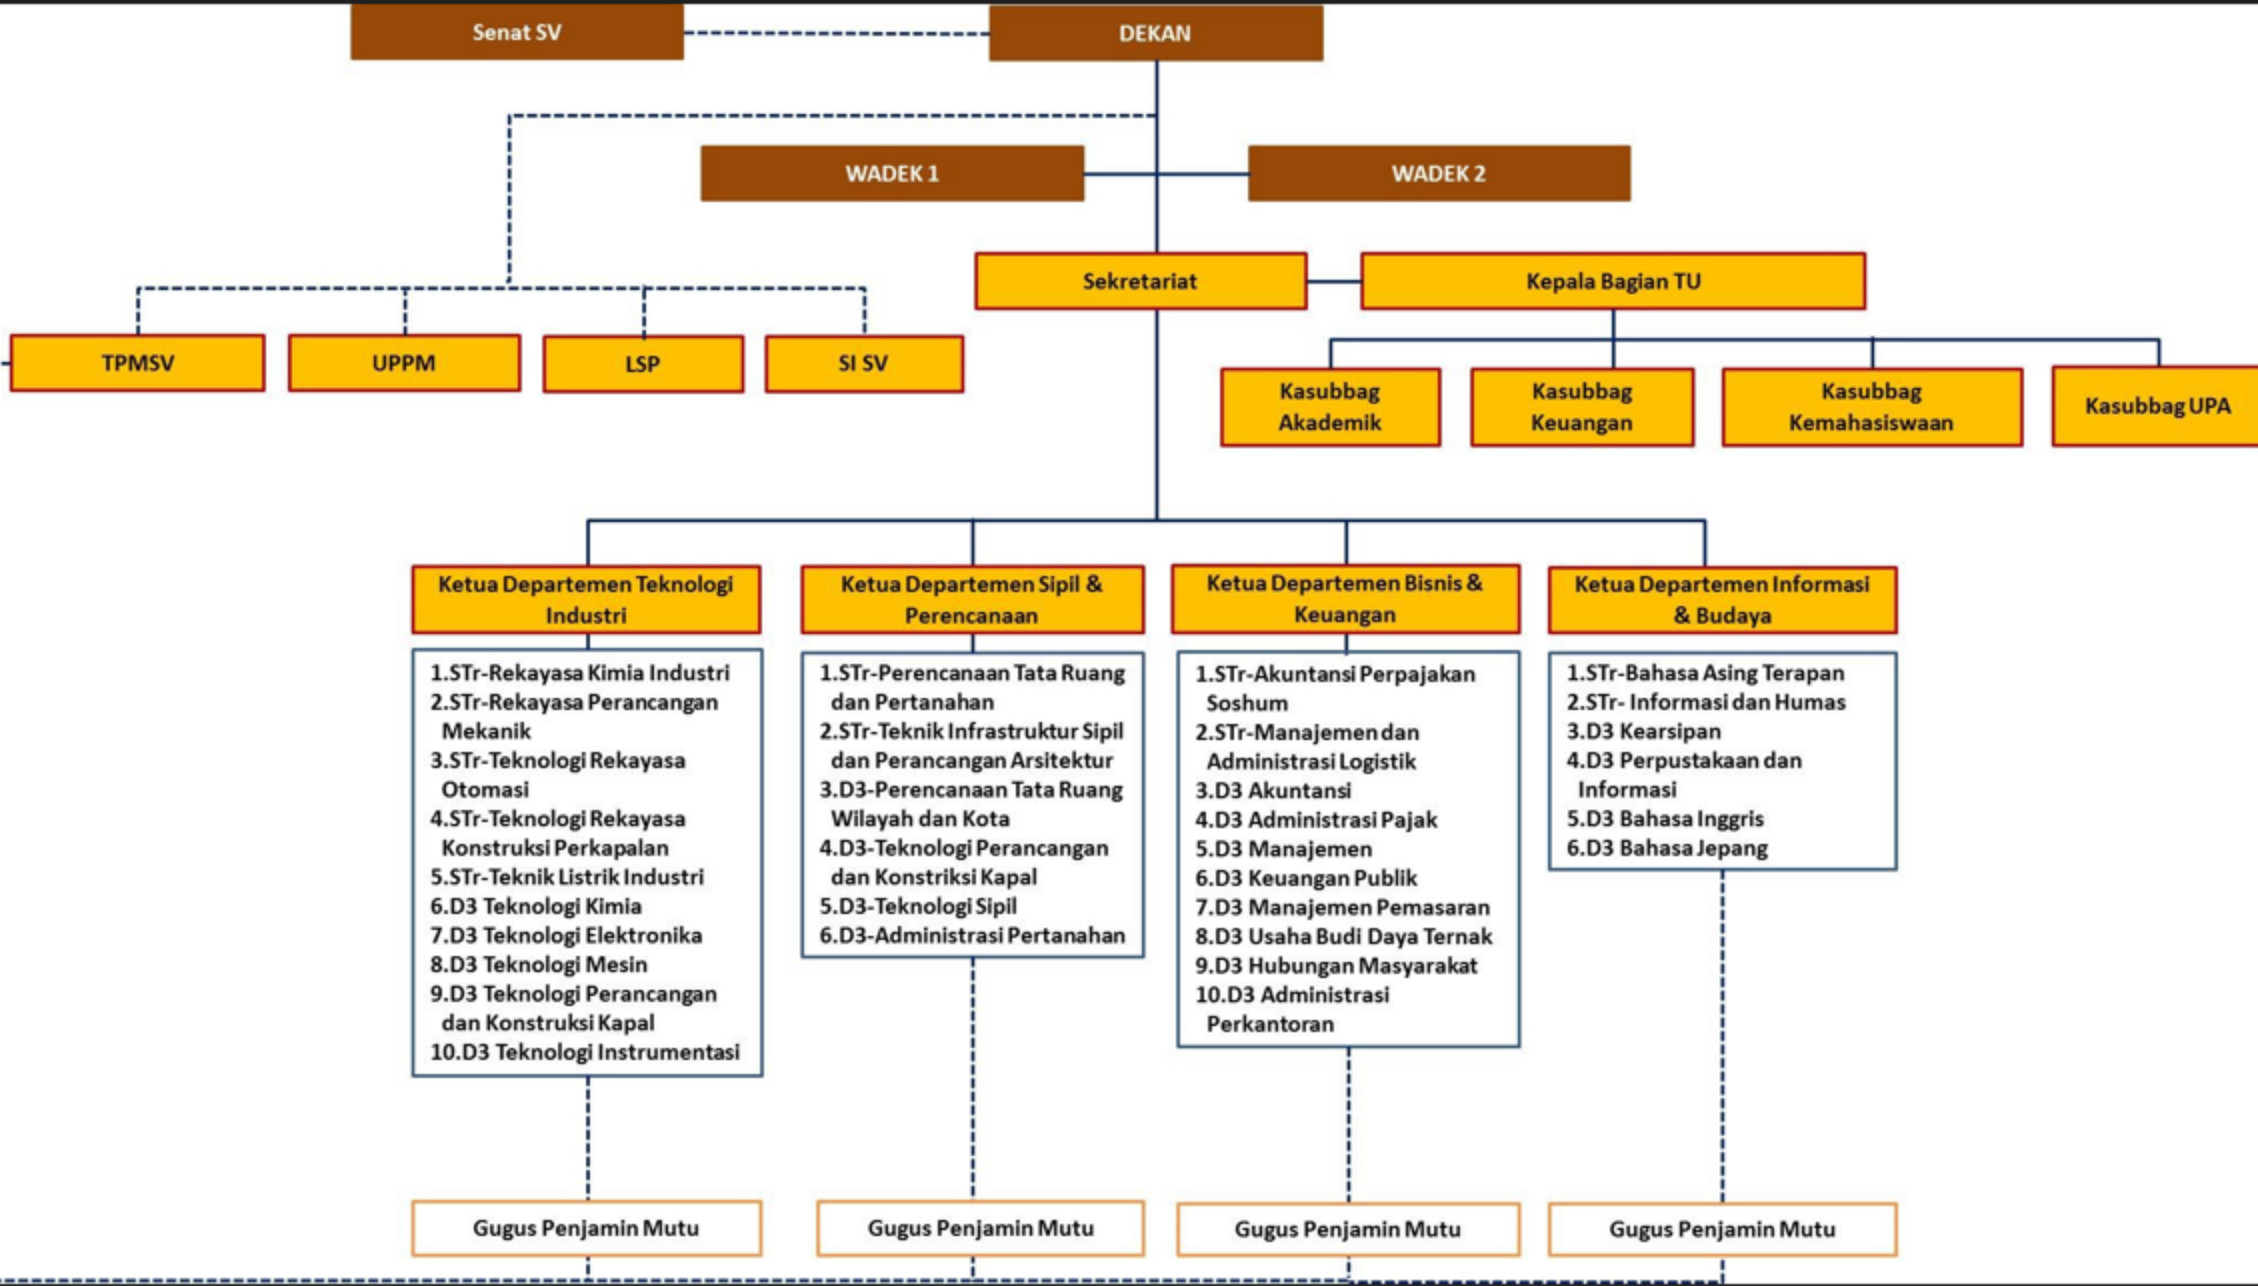 Senat SV
DEKAN
WADEK 1
WADEK 2
Sekretariat
Kepala Bagian TU
TPMSV
UPPM
LSP
SI SV
Kasubbag
Akademik
Kasubbag
Keuangan
Kasubbag
Kemahasiswaan
Kasubbag UPA
Ketua Departemen Teknologi
Industri
1.STr-Rekayasa Kimia Industri
2.STr-Rekayasa Perancangan
Mekanik
3.STr-Teknologi Rekayasa
Otomasi
4.STr-Teknologi Rekayasa
Konstruksi Perkapalan
5.STr-Teknik Listrik Industri
6.D3 Teknologi Kimia
7.D3 Teknologi Elektronika
8.D3 Teknologi Mesin
9.D3 Teknologi Perancangan
dan Konstruksi Kapal
10.D3 Teknologi Instrumentasi
Gugus Penjamin Mutu
Ketua Departemen Sipil &
Perencanaan
1.STr-Perencanaan Tata Ruang
dan Pertanahan
2.STr-Teknik Infrastruktur Sipil
dan Perancangan Arsitektur
3.D3-Perencanaan Tata Ruang
Wilayah dan Kota
4.D3-Teknologi Perancangan
dan Konstriksi Kapal
5.D3-Teknologi Sipil
6.D3-Administrasi Pertanahan
Gugus Penjamin Mutu
Ketua Departemen Bisnis &
Keuangan
1.STr-Akuntansi Perpajakan
Soshum
2.STr-Manajemen dan
Administrasi Logistik
3.D3 Akuntansi
4.D3 Administrasi Pajak
5.D3 Manajemen
6.D3 Keuangan Publik
7.D3 Manajemen Pemasaran
8.D3 Usaha Budi Daya Ternak
9.D3 Hubungan Masyarakat
10.D3 Administrasi
Perkantoran
Gugus Penjamin Mutu
Ketua Departemen Informasi
& Budaya
1.STr-Bahasa Asing Terapan
2.STr- Informasi dan Humas
3.D3 Kearsipan
4.D3 Perpustakaan dan
Informasi
5.D3 Bahasa Inggris
6.D3 Bahasa Jepang
Gugus Penjamin Mutu